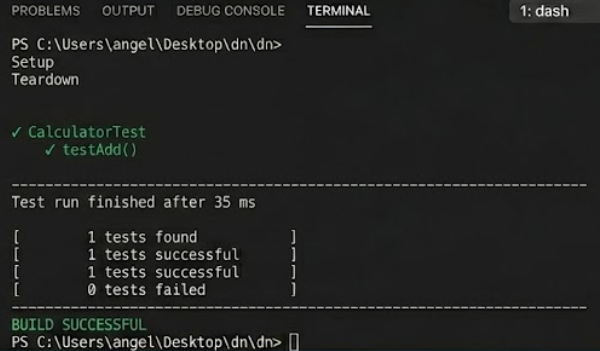 PROBLEMS OUTPUT DEBUG CONSOLE TERMINAL 1: dash
PS C:\Users\angel\Desktop\dn\dn>
Setup
Teardown
✓ CalculatorTest
✓ testAdd()
--------------------------------------------------------------------
Test run finished after 35 ms
[ 1 tests found ]
[ 1 tests successful ]
[ 1 tests successful ]
[ 0 tests failed ]
--------------------------------------------------------------------
BUILD SUCCESSFUL
PS C:\Users\angel\Desktop\dn\dn>